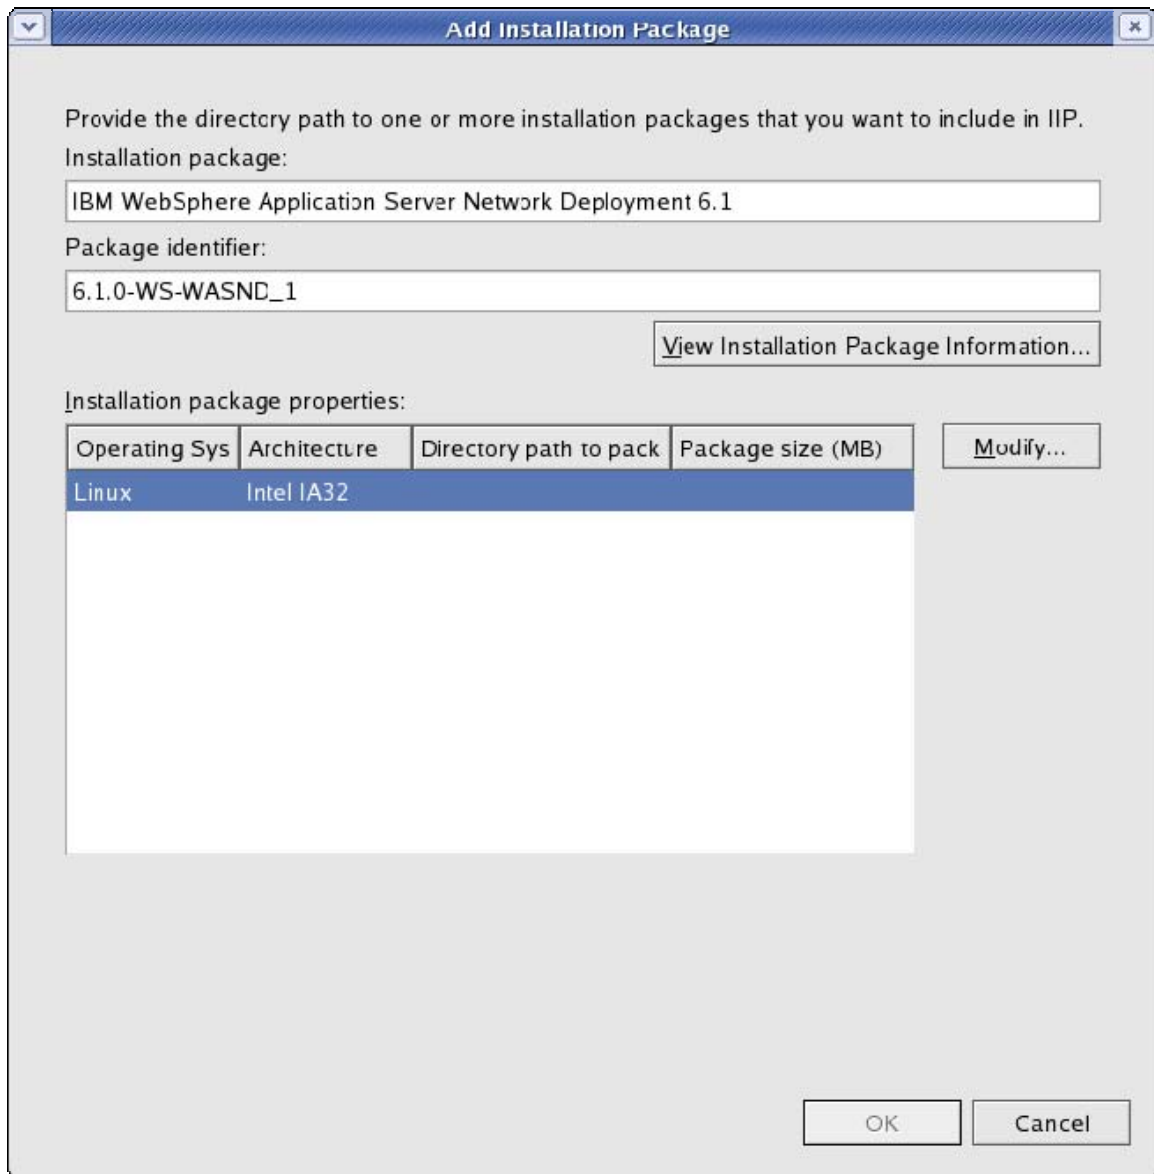 Add Installation Package
Provide the directory path to one or more installation packages that you want to include in IIP.
Installation package:
IBM WebSphere Application Server Network Deployment 6.1
Package identifier:
6.1.0-WS-WASND_1
View Installation Package Information...
Installation package properties:
Operating Sys Architecture Directory path to pack Package size (MB) Modify...
Linux Intel IA32
OK Cancel